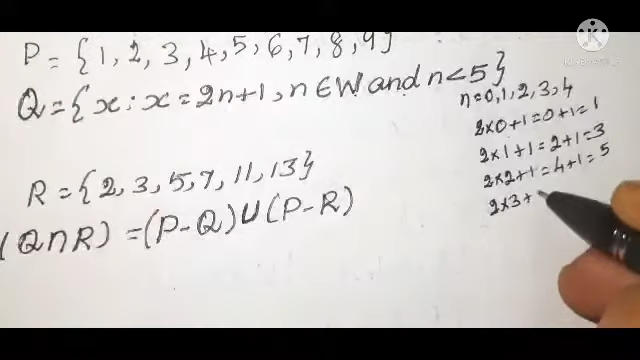 P = {1, 2, 3, 4, 5, 6, 7, 8, 9}
Q = {x : x = 2n+1, n ∈ W and n < 5}
n = 0, 1, 2, 3, 4
2×0+1 = 0+1 = 1
2×1+1 = 2+1 = 3
2×2+1 = 4+1 = 5
2×3+
R = {2, 3, 5, 7, 11, 13}
(Q∩R) = (P-Q) ∪ (P-R)